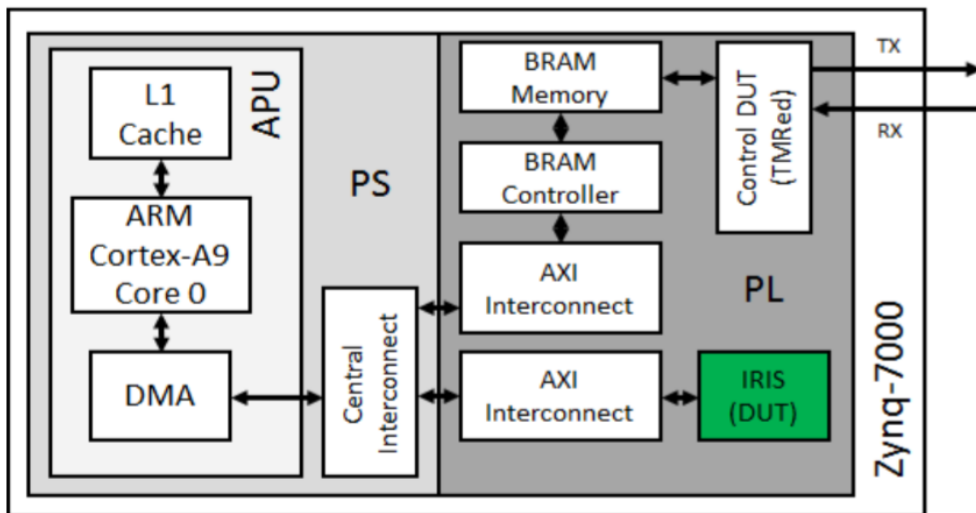 L1
Cache
APU
ARM
Cortex-A9
Core 0
DMA
PS
Central
Interconnect
BRAM
Memory
BRAM
Controller
AXI
Interconnect
AXI
Interconnect
Control DUT
(TMRed)
PL
IRIS
(DUT)
TX
RX
Zynq-7000